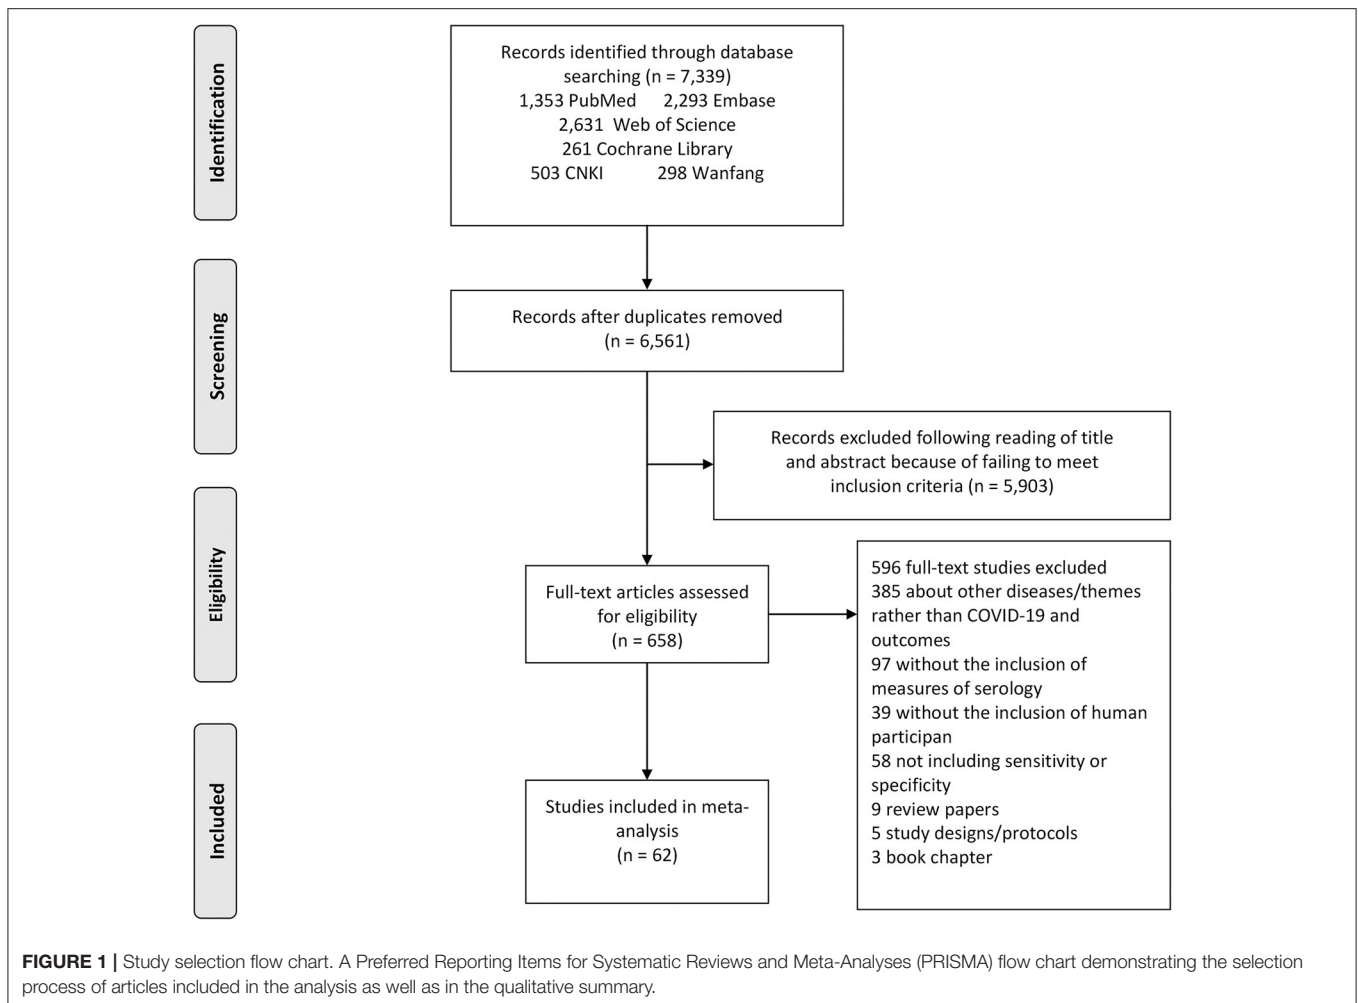 Identification
Records identified through database
searching (n = 7,339)
1,353 PubMed 2,293 Embase
2,631 Web of Science
261 Cochrane Library
503 CNKI 298 Wanfang
Screening
Records after duplicates removed
(n = 6,561)
Records excluded following reading of title
and abstract because of failing to meet
inclusion criteria (n = 5,903)
Eligibility
Full-text articles assessed
for eligibility
(n = 658)
596 full-text studies excluded
385 about other diseases/themes
rather than COVID-19 and
outcomes
97 without the inclusion of
measures of serology
39 without the inclusion of human
participan
58 not including sensitivity or
specificity
9 review papers
5 study designs/protocols
3 book chapter
Included
Studies included in meta-
analysis
(n = 62)
FIGURE 1 | Study selection flow chart. A Preferred Reporting Items for Systematic Reviews and Meta-Analyses (PRISMA) flow chart demonstrating the selection
process of articles included in the analysis as well as in the qualitative summary.